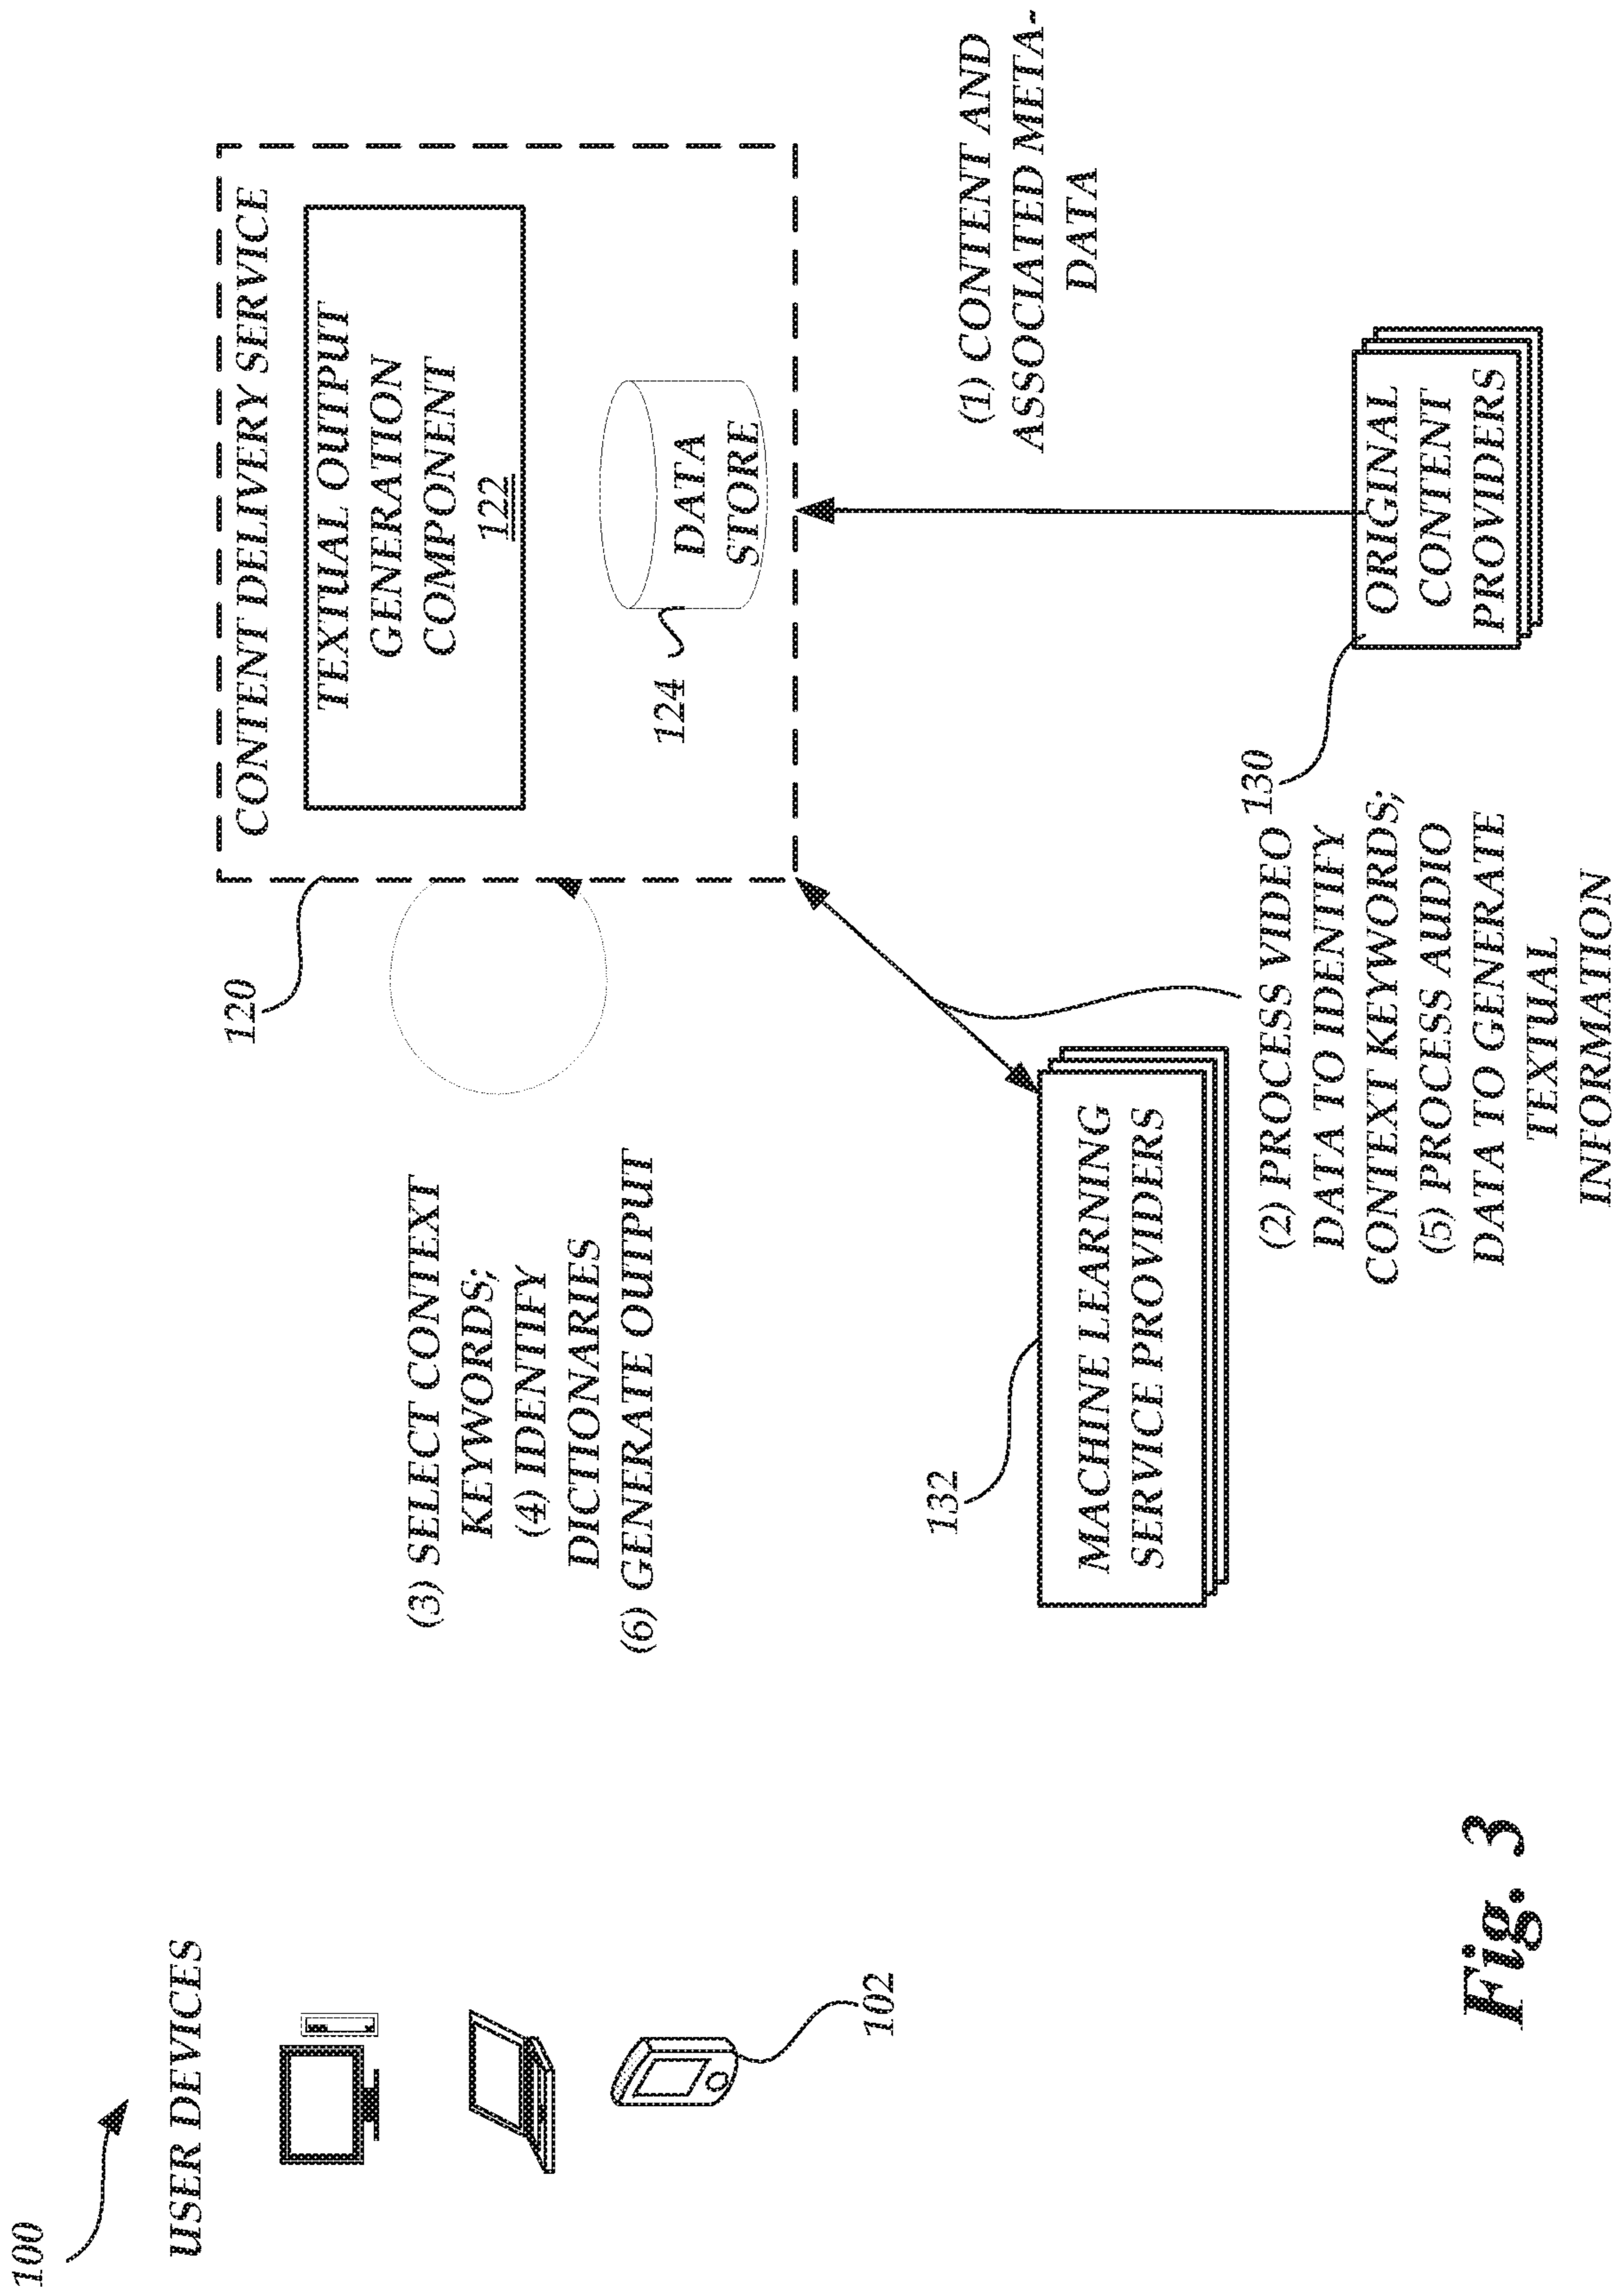 100
USER DEVICES
102
(3) SELECT CONTEXT
KEYWORDS;
(4) IDENTIFY
DICTIONARIES
(6) GENERATE OUTPUT
120
CONTENT DELIVERY SERVICE
TEXTUAL OUTPUT
GENERATION
COMPONENT
122
124
DATA
STORE
132
MACHINE LEARNING
SERVICE PROVIDERS
(1) CONTENT AND
ASSOCIATED META-
DATA
130
ORIGINAL
CONTENT
PROVIDERS
(2) PROCESS VIDEO
DATA TO IDENTIFY
CONTEXT KEYWORDS;
(5) PROCESS AUDIO
DATA TO GENERATE
TEXTUAL
INFORMATION
Fig. 3